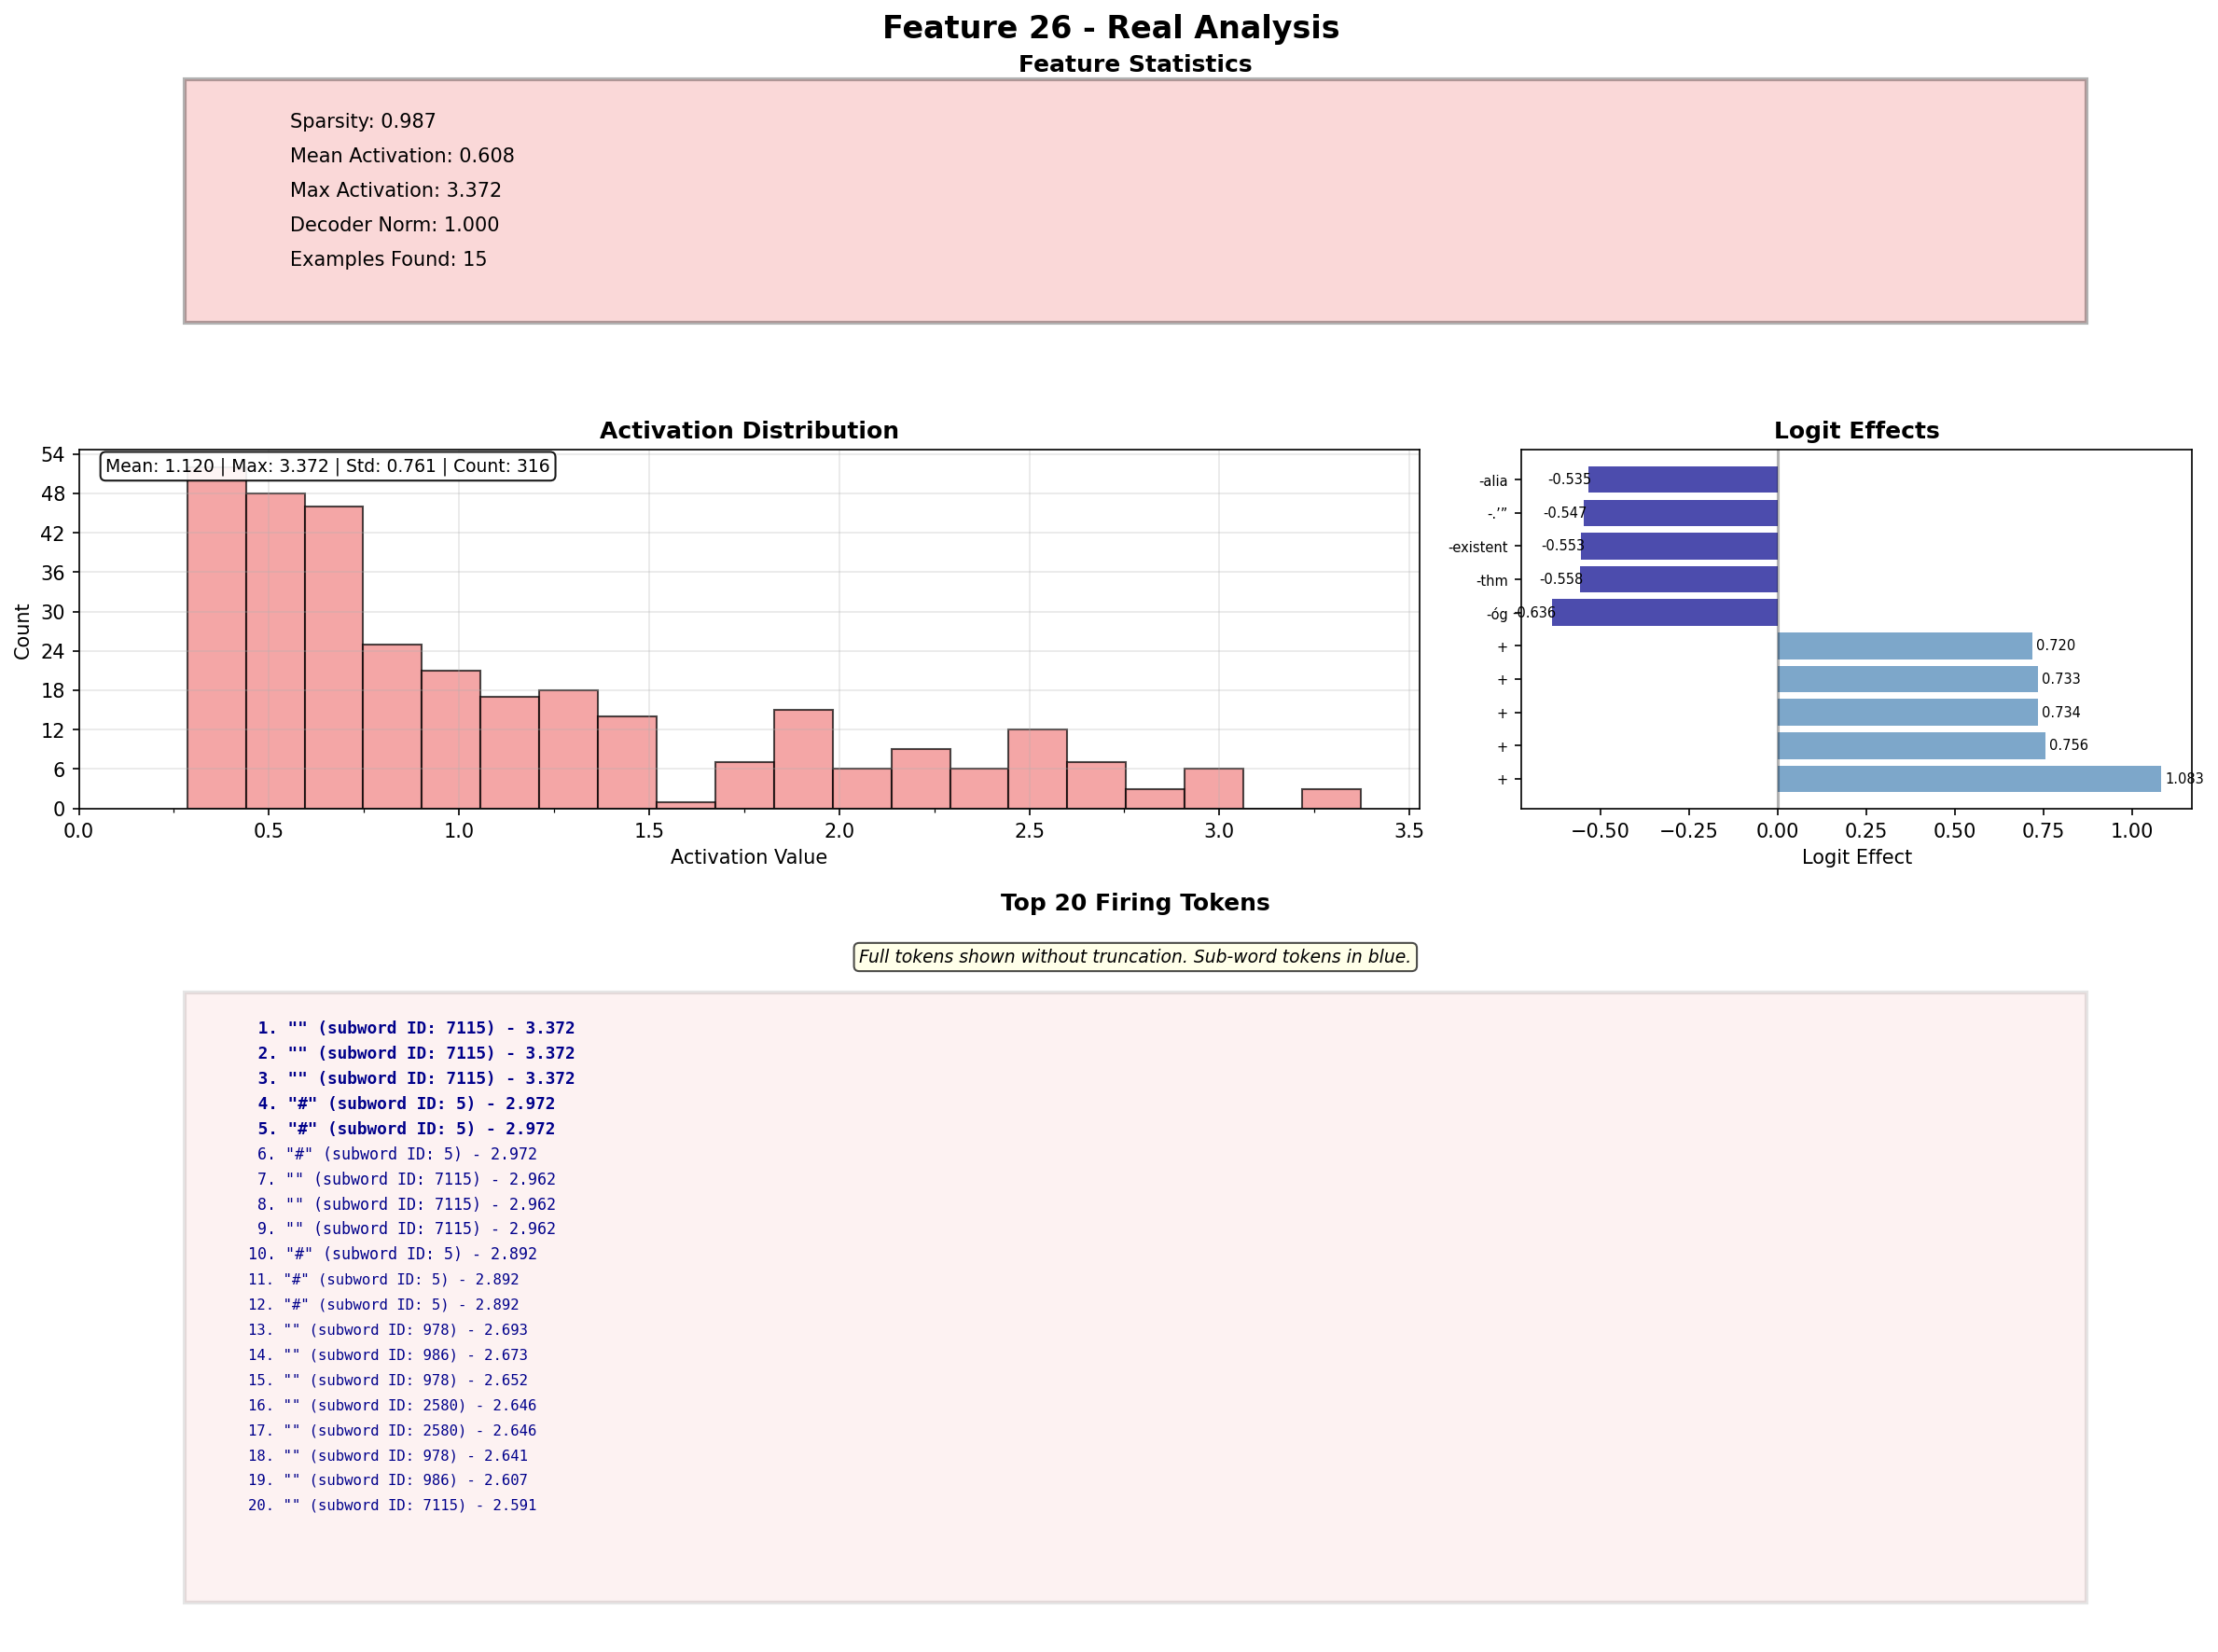 Feature 26 - Real Analysis
Feature Statistics
Sparsity: 0.987
Mean Activation: 0.608
Max Activation: 3.372
Decoder Norm: 1.000
Examples Found: 15
Activation Distribution
Mean: 1.120 | Max: 3.372 | Std: 0.761 | Count: 316
54
48
42
36
30
24
18
12
6
0
Count
0.0 0.5 1.0 1.5 2.0 2.5 3.0 3.5
Activation Value
Logit Effects
-alia -0.535
-.’” -0.547
-existent -0.553
-thm -0.558
-óg -0.636
+ 0.720
+ 0.733
+ 0.734
+ 0.756
+ 1.083
−0.50 −0.25 0.00 0.25 0.50 0.75 1.00
Logit Effect
Top 20 Firing Tokens
Full tokens shown without truncation. Sub-word tokens in blue.
1. "" (subword ID: 7115) - 3.372
2. "" (subword ID: 7115) - 3.372
3. "" (subword ID: 7115) - 3.372
4. "#" (subword ID: 5) - 2.972
5. "#" (subword ID: 5) - 2.972
6. "#" (subword ID: 5) - 2.972
7. "" (subword ID: 7115) - 2.962
8. "" (subword ID: 7115) - 2.962
9. "" (subword ID: 7115) - 2.962
10. "#" (subword ID: 5) - 2.892
11. "#" (subword ID: 5) - 2.892
12. "#" (subword ID: 5) - 2.892
13. "" (subword ID: 978) - 2.693
14. "" (subword ID: 986) - 2.673
15. "" (subword ID: 978) - 2.652
16. "" (subword ID: 2580) - 2.646
17. "" (subword ID: 2580) - 2.646
18. "" (subword ID: 978) - 2.641
19. "" (subword ID: 986) - 2.607
20. "" (subword ID: 7115) - 2.591